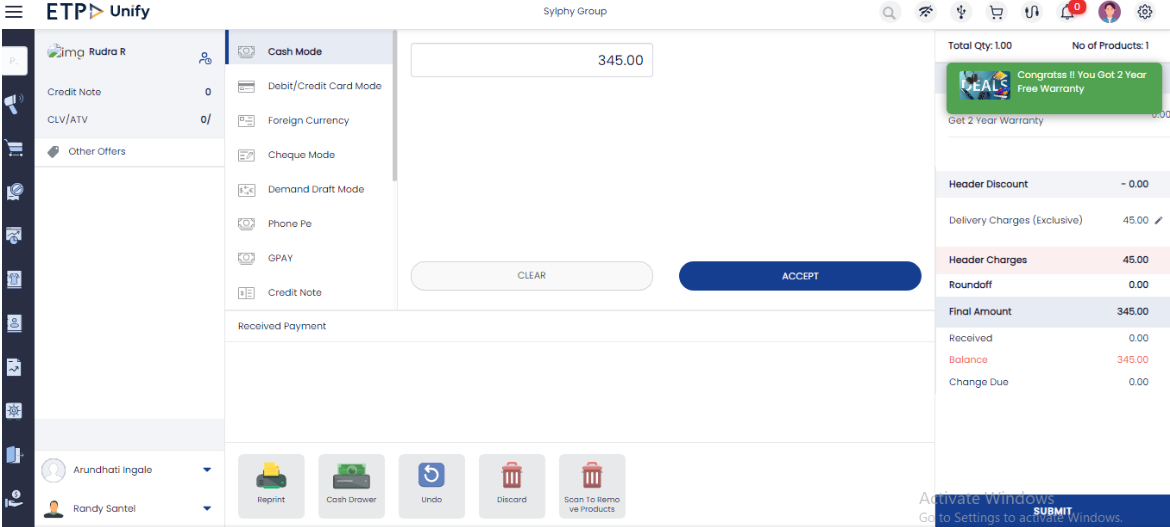 ETP Unify
Sylphy Group
0
P..
img Rudra R
Credit Note 0
CLV/ATV 0/
Other Offers
Arundhati Ingale
Randy Santel
Cash Mode
Debit/Credit Card Mode
Foreign Currency
Cheque Mode
Demand Draft Mode
Phone Pe
GPAY
Credit Note
345.00
CLEAR
ACCEPT
Received Payment
Reprint
Cash Drawer
Undo
Discard
Scan To Remo
ve Products
Total Qty: 1.00 No of Products: 1
DEALS
Congratss !! You Got 2 Year
Free Warranty
0.00
Get 2 Year Warranty
Header Discount - 0.00
Delivery Charges (Exclusive) 45.00
Header Charges 45.00
Roundoff 0.00
Final Amount 345.00
Received 0.00
Balance 345.00
Change Due 0.00
Activate Windows
SUBMIT
Go to Settings to activate Windows.